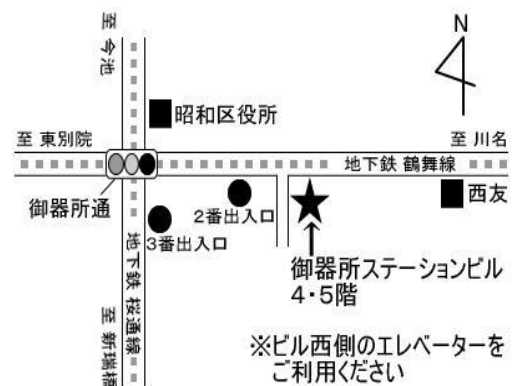 至 今池
N
昭和区役所
至 東別院
至 川名
地下鉄 鶴舞線
御器所通
2番出入口
西友
3番出入口
地下鉄 桜通線
御器所ステーションビル
4・5階
至 新瑞橋
※ビル西側のエレベーターを
ご利用ください